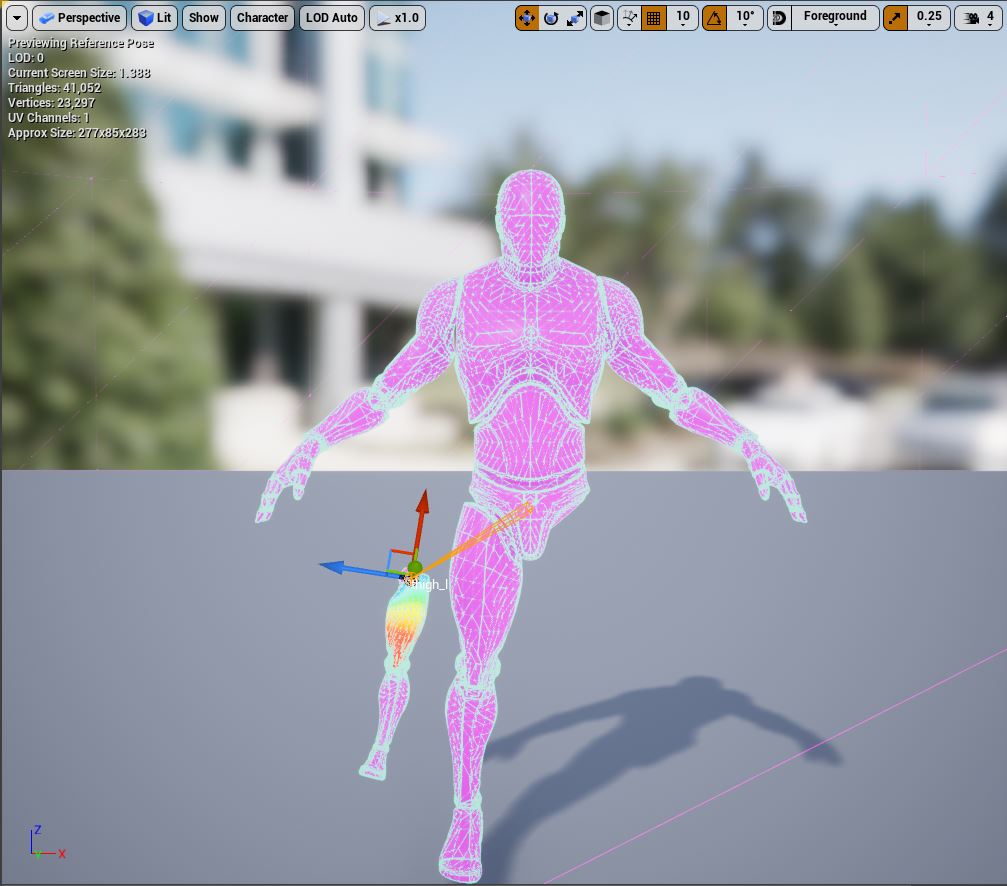 Perspective Lit Show Character LOD Auto x1.0 10 10° Foreground 0.25 4
Previewing Reference Pose
LOD: 0
Current Screen Size: 1.388
Triangles: 41,052
Vertices: 23,297
UV Channels: 1
Approx Size: 277x85x283
thigh_l
Z
Y X